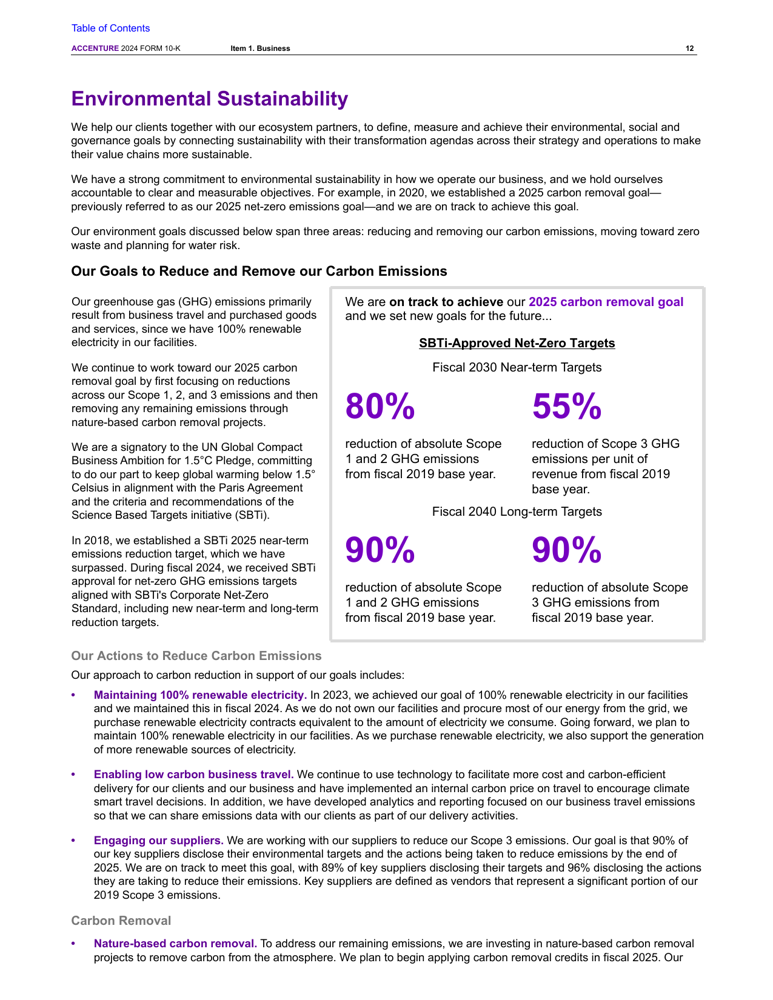 Table of Contents
ACCENTURE 2024 FORM 10-K Item 1. Business 12
Environmental Sustainability
We help our clients together with our ecosystem partners, to define, measure and achieve their environmental, social and
governance goals by connecting sustainability with their transformation agendas across their strategy and operations to make
their value chains more sustainable.
We have a strong commitment to environmental sustainability in how we operate our business, and we hold ourselves
accountable to clear and measurable objectives. For example, in 2020, we established a 2025 carbon removal goal—
previously referred to as our 2025 net-zero emissions goal—and we are on track to achieve this goal.
Our environment goals discussed below span three areas: reducing and removing our carbon emissions, moving toward zero
waste and planning for water risk.
Our Goals to Reduce and Remove our Carbon Emissions
Our greenhouse gas (GHG) emissions primarily
result from business travel and purchased goods
and services, since we have 100% renewable
electricity in our facilities.
We continue to work toward our 2025 carbon
removal goal by first focusing on reductions
across our Scope 1, 2, and 3 emissions and then
removing any remaining emissions through
nature-based carbon removal projects.
We are a signatory to the UN Global Compact
Business Ambition for 1.5°C Pledge, committing
to do our part to keep global warming below 1.5°
Celsius in alignment with the Paris Agreement
and the criteria and recommendations of the
Science Based Targets initiative (SBTi).
In 2018, we established a SBTi 2025 near-term
emissions reduction target, which we have
surpassed. During fiscal 2024, we received SBTi
approval for net-zero GHG emissions targets
aligned with SBTi's Corporate Net-Zero
Standard, including new near-term and long-term
reduction targets.
We are on track to achieve our 2025 carbon removal goal
and we set new goals for the future...
SBTi-Approved Net-Zero Targets
Fiscal 2030 Near-term Targets
80%
reduction of absolute Scope
1 and 2 GHG emissions
from fiscal 2019 base year.
55%
reduction of Scope 3 GHG
emissions per unit of
revenue from fiscal 2019
base year.
Fiscal 2040 Long-term Targets
90%
reduction of absolute Scope
1 and 2 GHG emissions
from fiscal 2019 base year.
90%
reduction of absolute Scope
3 GHG emissions from
fiscal 2019 base year.
Our Actions to Reduce Carbon Emissions
Our approach to carbon reduction in support of our goals includes:
• Maintaining 100% renewable electricity. In 2023, we achieved our goal of 100% renewable electricity in our facilities
and we maintained this in fiscal 2024. As we do not own our facilities and procure most of our energy from the grid, we
purchase renewable electricity contracts equivalent to the amount of electricity we consume. Going forward, we plan to
maintain 100% renewable electricity in our facilities. As we purchase renewable electricity, we also support the generation
of more renewable sources of electricity.
• Enabling low carbon business travel. We continue to use technology to facilitate more cost and carbon-efficient
delivery for our clients and our business and have implemented an internal carbon price on travel to encourage climate
smart travel decisions. In addition, we have developed analytics and reporting focused on our business travel emissions
so that we can share emissions data with our clients as part of our delivery activities.
• Engaging our suppliers. We are working with our suppliers to reduce our Scope 3 emissions. Our goal is that 90% of
our key suppliers disclose their environmental targets and the actions being taken to reduce emissions by the end of
2025. We are on track to meet this goal, with 89% of key suppliers disclosing their targets and 96% disclosing the actions
they are taking to reduce their emissions. Key suppliers are defined as vendors that represent a significant portion of our
2019 Scope 3 emissions.
Carbon Removal
• Nature-based carbon removal. To address our remaining emissions, we are investing in nature-based carbon removal
projects to remove carbon from the atmosphere. We plan to begin applying carbon removal credits in fiscal 2025. Our